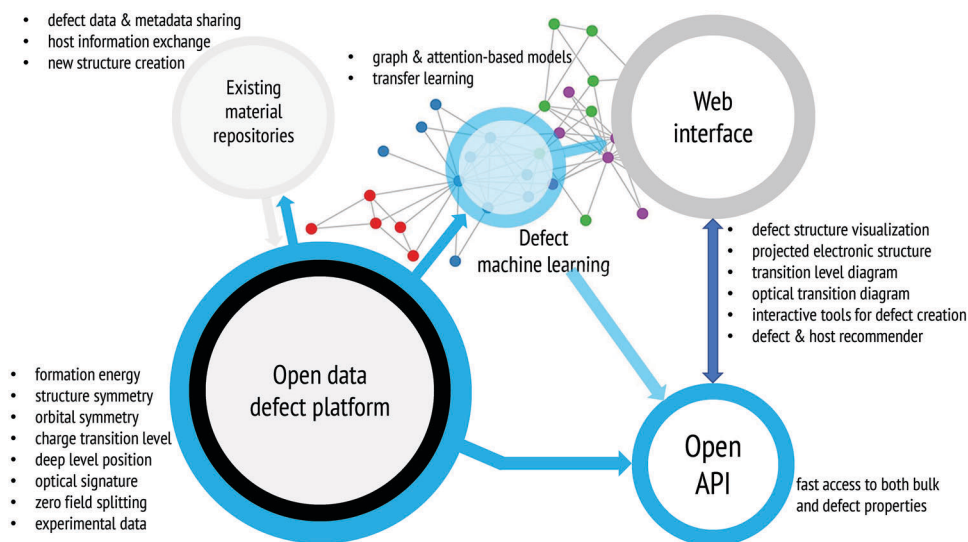 • defect data & metadata sharing
• host information exchange
• new structure creation
Existing
material
repositories
• graph & attention-based models
• transfer learning
Web
interface
Defect
machine learning
• defect structure visualization
• projected electronic structure
• transition level diagram
• optical transition diagram
• interactive tools for defect creation
• defect & host recommender
Open data
defect platform
• formation energy
• structure symmetry
• orbital symmetry
• charge transition level
• deep level position
• optical signature
• zero field splitting
• experimental data
Open
API
fast access to both bulk
and defect properties